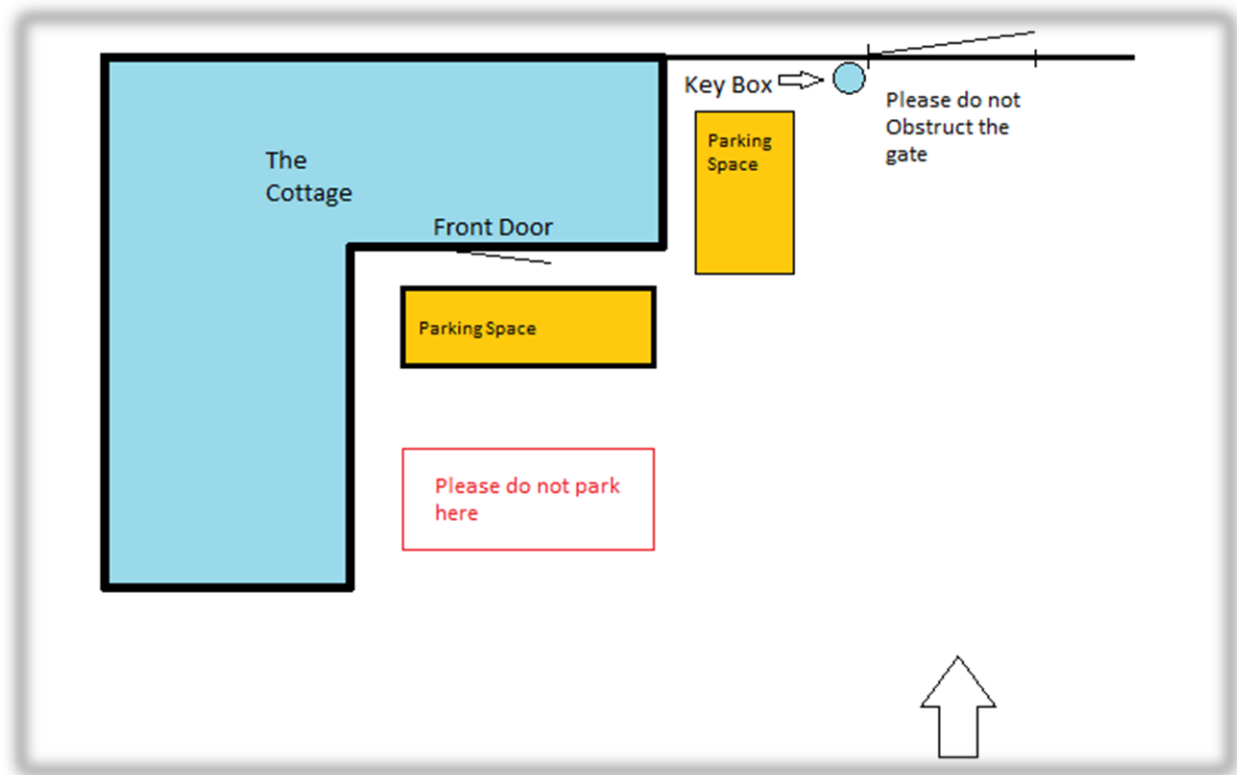 Key Box
Please do not
Obstruct the
gate
Parking
Space
The
Cottage
Front Door
Parking Space
Please do not park
here